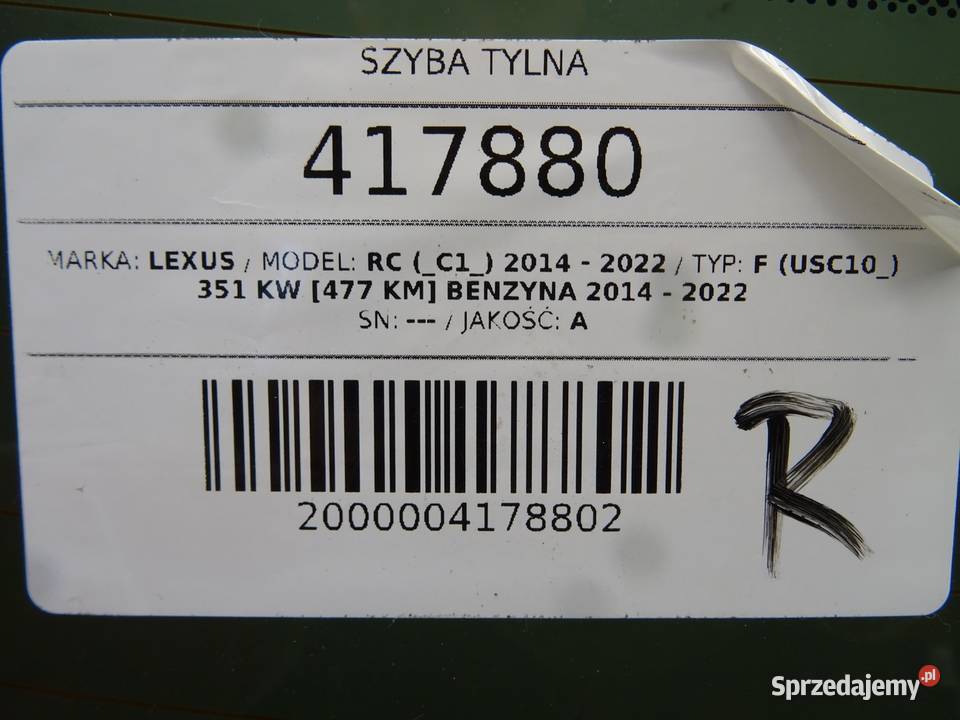 SZYBA TYLNA
417880
MARKA: LEXUS / MODEL: RC (_C1_) 2014 - 2022 / TYP: F (USC10_)
351 KW [477 KM] BENZYNA 2014 - 2022
SN: --- / JAKOŚĆ: A
2000004178802
R
Sprzedajemy.pl